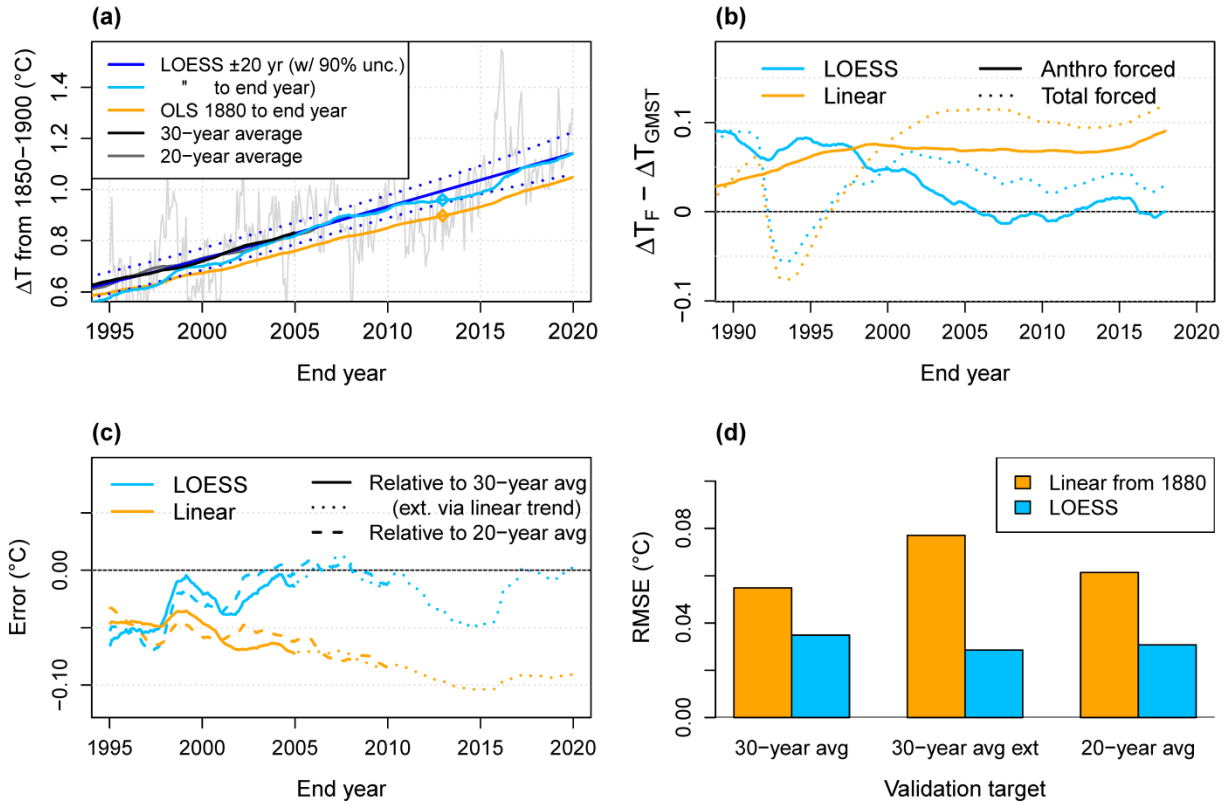 (a)
ΔT from 1850−1900 (°C)
LOESS ±20 yr (w/ 90% unc.)
" to end year)
OLS 1880 to end year
30−year average
20−year average
1.4
1.2
1.0
0.8
0.6
1995 2000 2005 2010 2015 2020
End year
(b)
ΔT_F − ΔT_GMST
LOESS
Linear
Anthro forced
Total forced
0.1
0
−0.1
1990 1995 2000 2005 2010 2015 2020
End year
(c)
Error (°C)
LOESS
Linear
Relative to 30−year avg
(ext. via linear trend)
Relative to 20−year avg
0.00
−0.10
1995 2000 2005 2010 2015 2020
End year
(d)
RMSE (°C)
Linear from 1880
LOESS
0.08
0.04
0.00
30−year avg 30−year avg ext 20−year avg
Validation target